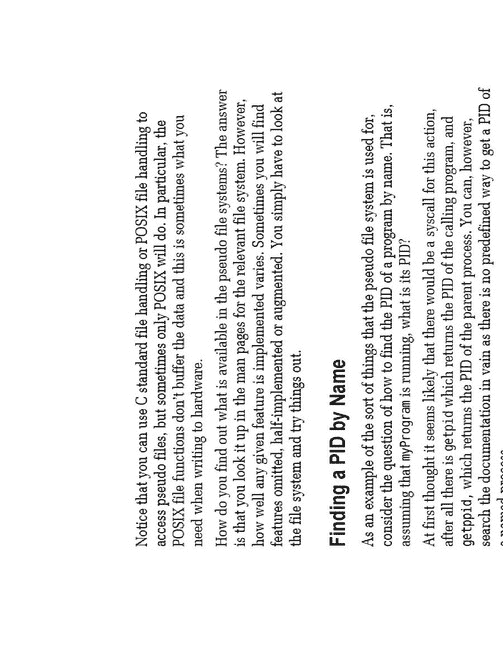 Notice that you can use C standard file handling or POSIX file handling to
access pseudo files, but sometimes only POSIX will do. In particular, the
POSIX file functions don't buffer the data and this is sometimes what you
need when writing to hardware.
How do you find out what is available in the pseudo file systems? The answer
is that you look it up in the man pages for the relevant file system. However,
how well any given feature is implemented varies. Sometimes you will find
features omitted, half-implemented or augmented. You simply have to look at
the file system and try things out.
Finding a PID by Name
As an example of the sort of things that the pseudo file system is used for,
consider the question of how to find the PID of a program by name. That is,
assuming that myProgram is running, what is its PID?
At first thought it seems likely that there would be a syscall for this action,
after all there is getpid which returns the PID of the calling program, and
getppid, which returns the PID of the parent process. You can, however,
search the documentation in vain as there is no predefined way to get a PID of
a named process